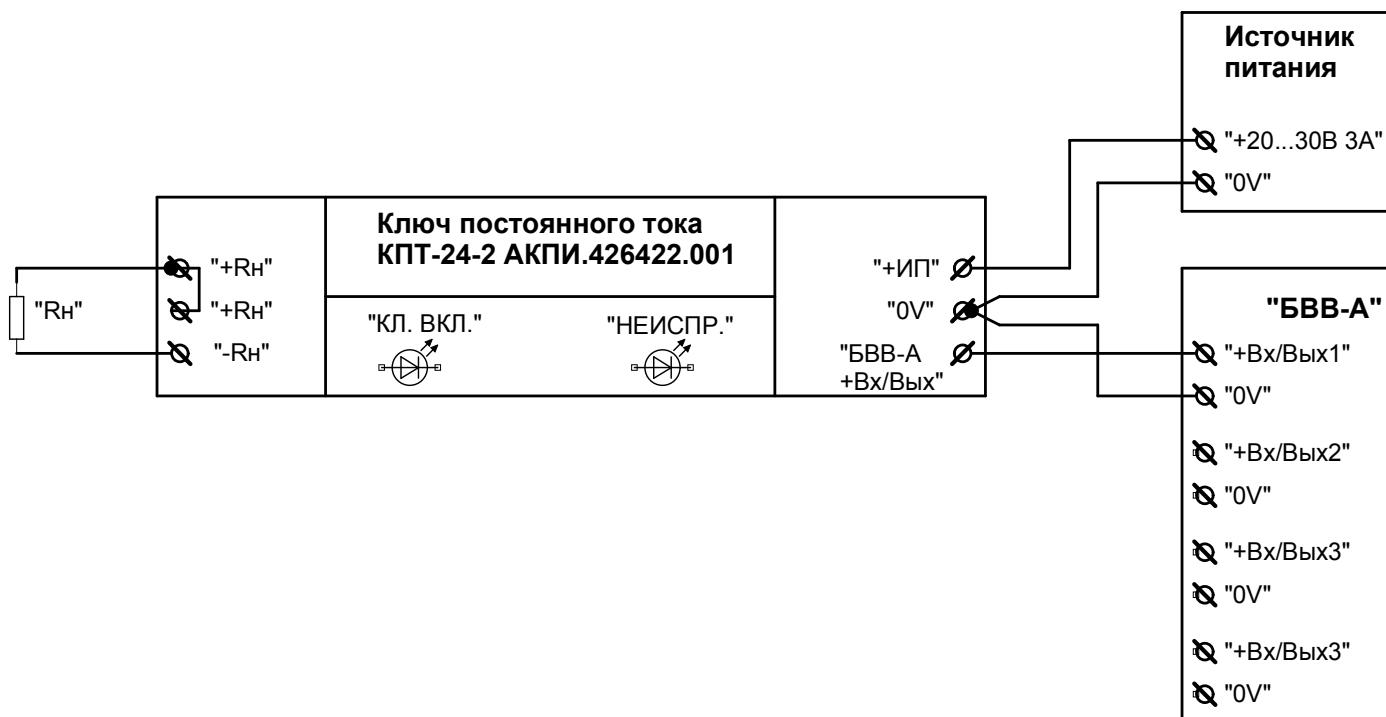 Источник
питания
"+20...30В 3А"
"0V"
Ключ постоянного тока
КПТ-24-2 АКПИ.426422.001
"+Rн"
"+Rн"
"-Rн"
"Rн"
"КЛ. ВКЛ."
"НЕИСПР."
"+ИП"
"0V"
"БВВ-А
+Вх/Вых"
"БВВ-А"
"+Вх/Вых1"
"0V"
"+Вх/Вых2"
"0V"
"+Вх/Вых3"
"0V"
"+Вх/Вых3"
"0V"